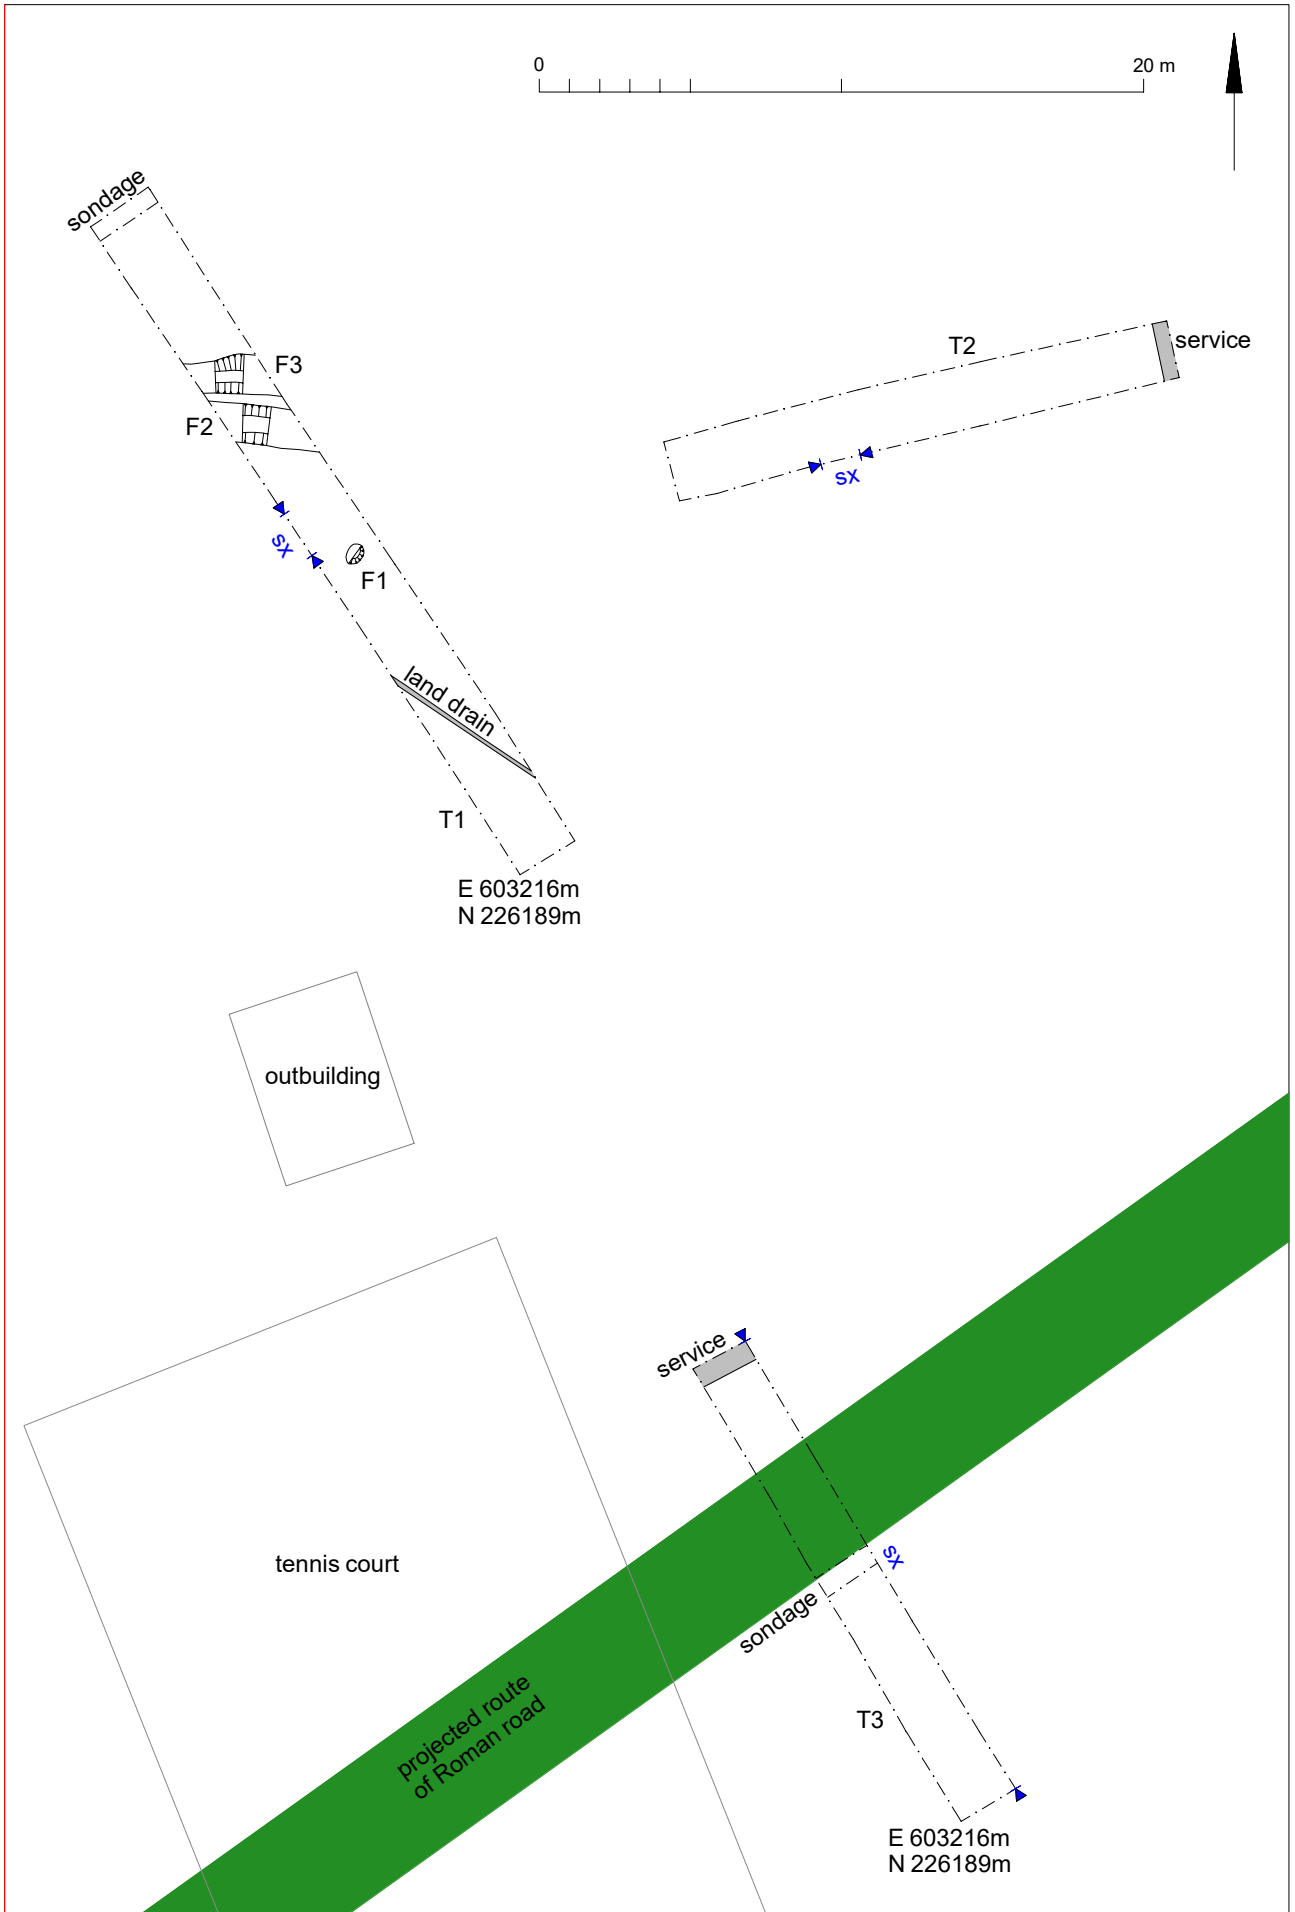 0
20 m
sondage
T2
service
F3
F2
sx
sx
F1
land drain
T1
E 603216m
N 226189m
outbuilding
service
tennis court
sx
sondage
projected route
of Roman road
T3
E 603216m
N 226189m